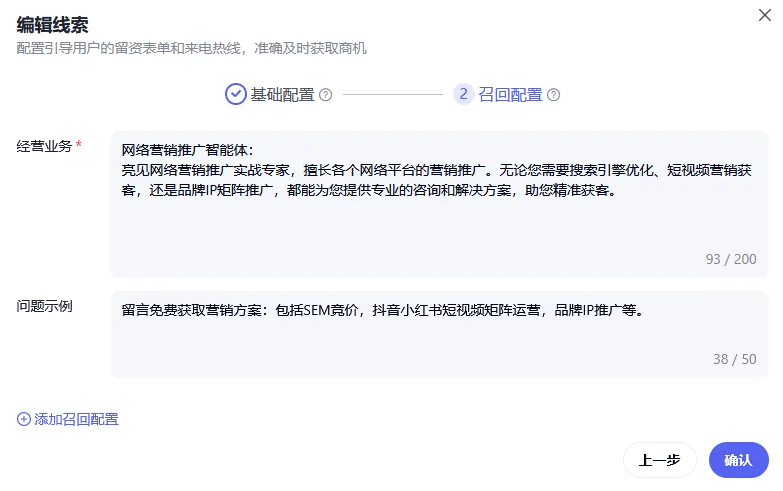 编辑线索
配置引导用户的留资表单和来电热线，准确及时获取商机
基础配置
2 召回配置
经营业务 *
网络营销推广智能体：
亮见网络营销推广实战专家，擅长各个网络平台的营销推广。无论您需要搜索引擎优化、短视频营销获
客，还是品牌IP矩阵推广，都能为您提供专业的咨询和解决方案，助您精准获客。
93 / 200
问题示例
留言免费获取营销方案：包括SEM竞价，抖音小红书短视频矩阵运营，品牌IP推广等。
38 / 50
添加召回配置
上一步
确认